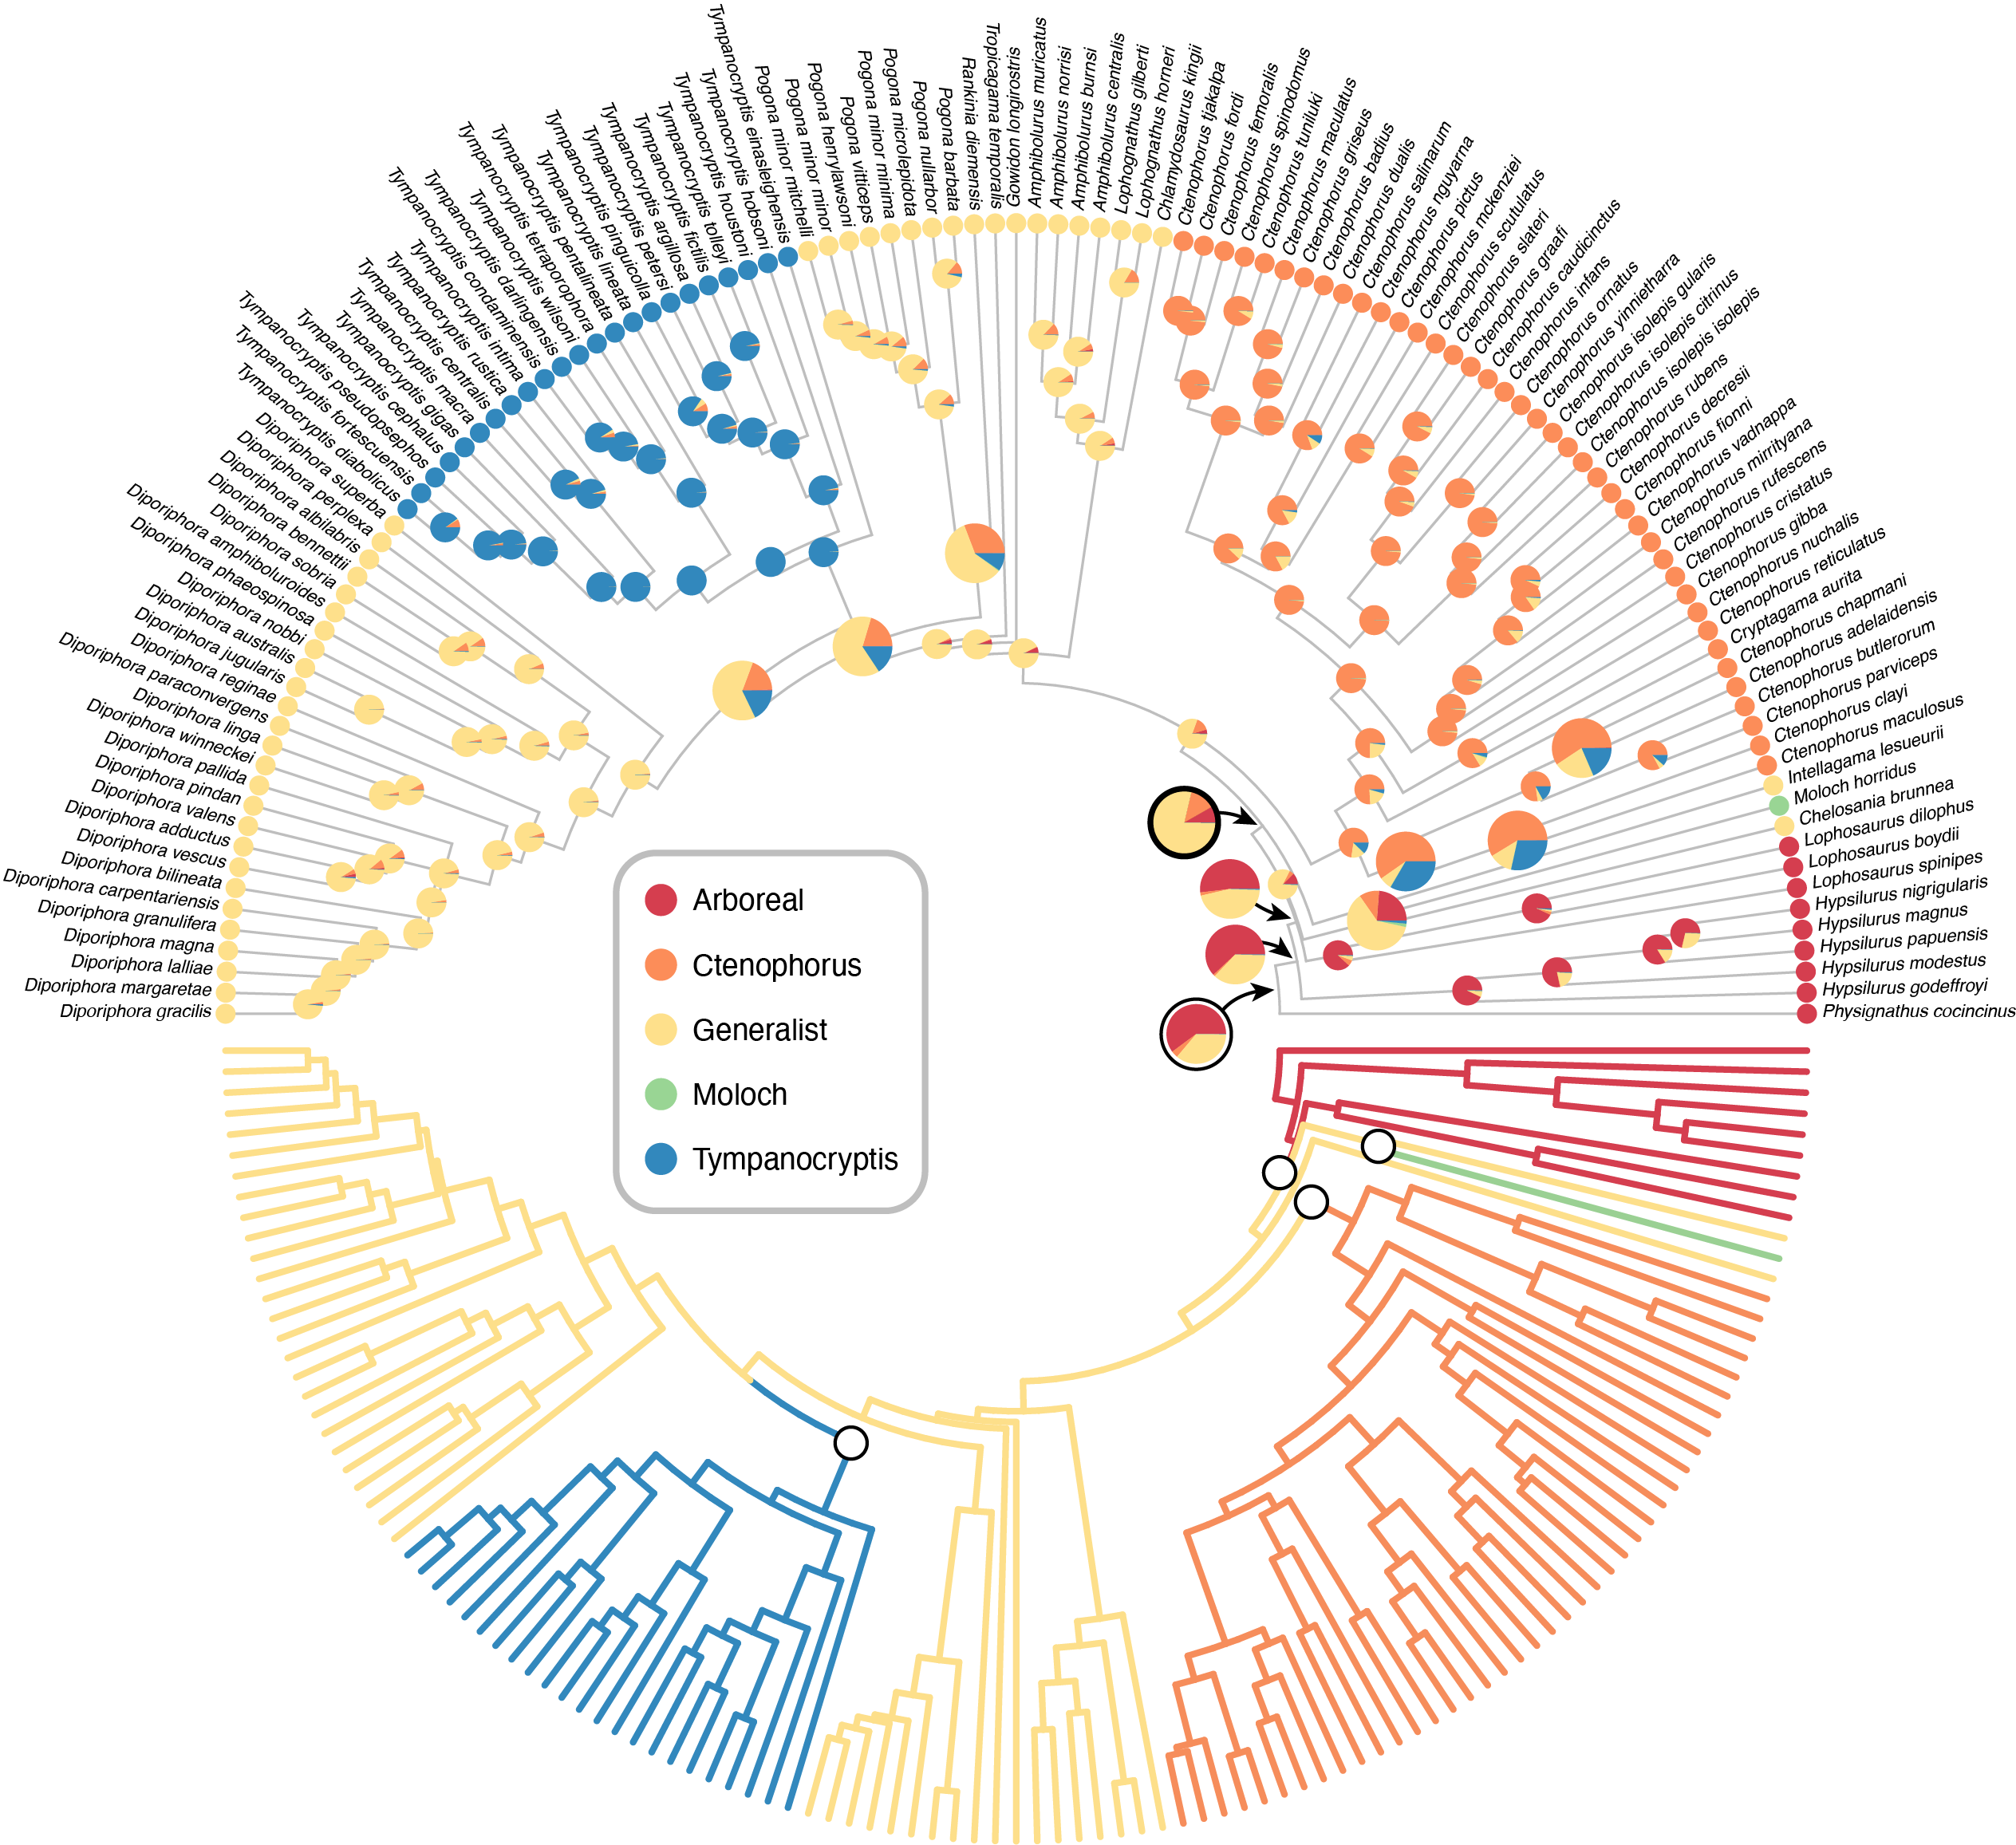 Diporiphora gracilis
Diporiphora margaretae
Diporiphora lalliae
Diporiphora magna
Diporiphora granulifera
Diporiphora carpentariensis
Diporiphora bilineata
Diporiphora vescus
Diporiphora adductus
Diporiphora valens
Diporiphora pindan
Diporiphora pallida
Diporiphora winneckei
Diporiphora linga
Diporiphora paraconvergens
Diporiphora reginae
Diporiphora jugularis
Diporiphora australis
Diporiphora nobbi
Diporiphora phaeospinosa
Diporiphora amphiboluroides
Diporiphora sobria
Diporiphora bennettii
Diporiphora albilabris
Diporiphora perplexa
Diporiphora superba
Tympanocryptis diabolicus
Tympanocryptis fortescuensis
Tympanocryptis pseudopsephos
Tympanocryptis cephalus
Tympanocryptis gigas
Tympanocryptis macra
Tympanocryptis centralis
Tympanocryptis rustica
Tympanocryptis intima
Tympanocryptis condaminensis
Tympanocryptis darlingensis
Tympanocryptis wilsoni
Tympanocryptis tetraporophora
Tympanocryptis pentalineata
Tympanocryptis lineata
Tympanocryptis pinguicolla
Tympanocryptis petersi
Tympanocryptis argillosa
Tympanocryptis fictilis
Tympanocryptis tolleyi
Tympanocryptis houstoni
Tympanocryptis hobsoni
Tympanocryptis einasleighensis
Pogona minor mitchelli
Pogona minor minor
Pogona henrylawsoni
Pogona vitticeps
Pogona minor minima
Pogona microlepidota
Pogona nullarbor
Pogona barbata
Rankinia diemensis
Tropicagama temporalis
Gowidon longirostris
Amphibolurus muricatus
Amphibolurus norrisi
Amphibolurus burnsi
Amphibolurus centralis
Lophognathus gilberti
Lophognathus horneri
Chlamydosaurus kingii
Ctenophorus tjakalpa
Ctenophorus fordi
Ctenophorus femoralis
Ctenophorus spinodomus
Ctenophorus tuniluki
Ctenophorus maculatus
Ctenophorus griseus
Ctenophorus badius
Ctenophorus dualis
Ctenophorus salinarum
Ctenophorus nguyarna
Ctenophorus pictus
Ctenophorus mckenziei
Ctenophorus scutulatus
Ctenophorus slateri
Ctenophorus graafi
Ctenophorus caudicinctus
Ctenophorus infans
Ctenophorus ornatus
Ctenophorus yinnietharra
Ctenophorus isolepis gularis
Ctenophorus isolepis citrinus
Ctenophorus isolepis isolepis
Ctenophorus rubens
Ctenophorus decresii
Ctenophorus fionni
Ctenophorus vadnappa
Ctenophorus mirrityana
Ctenophorus rufescens
Ctenophorus cristatus
Ctenophorus gibba
Ctenophorus nuchalis
Ctenophorus reticulatus
Cryptagama aurita
Ctenophorus chapmani
Ctenophorus adelaidensis
Ctenophorus butlerorum
Ctenophorus parviceps
Ctenophorus clayi
Ctenophorus maculosus
Intellagama lesueurii
Moloch horridus
Chelosania brunnea
Lophosaurus dilophus
Lophosaurus boydii
Lophosaurus spinipes
Hypsilurus nigrigularis
Hypsilurus magnus
Hypsilurus papuensis
Hypsilurus modestus
Hypsilurus godeffroyi
Physignathus cocincinus
Arboreal
Ctenophorus
Generalist
Moloch
Tympanocryptis